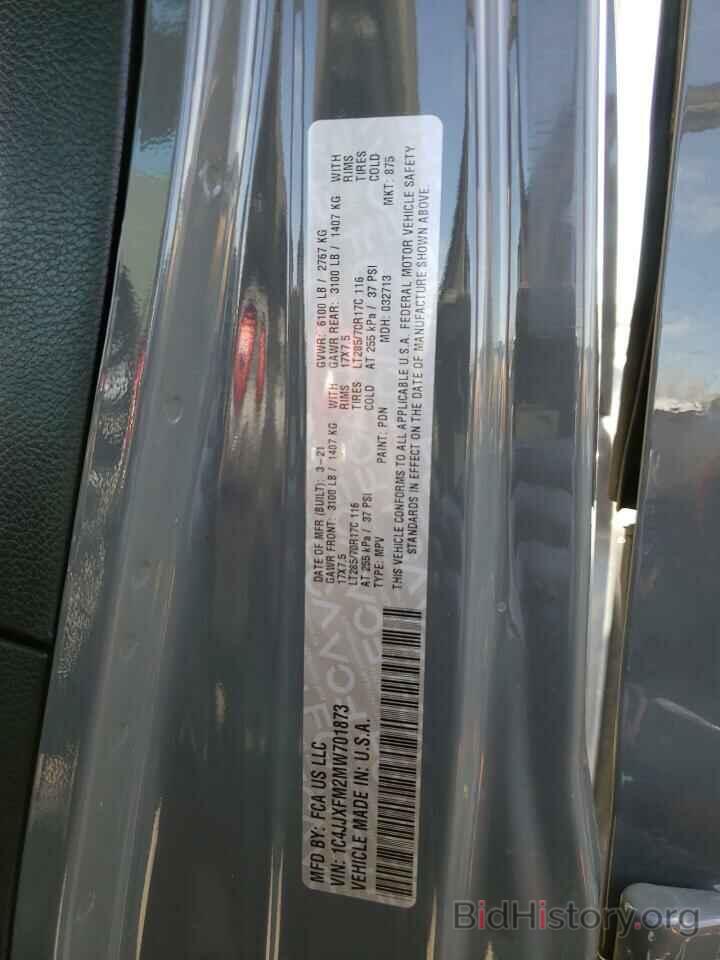 MFD BY: FCA US LLC
VIN: 1C4JJXFM2MW701873
VEHICLE MADE IN: U.S.A.
DATE OF MFR (BUILT): 3-21
GAWR FRONT: 3100 LB / 1407 KG WITH
17X7.5 RIMS
LT285/70R17C 116 TIRES
AT 255 kPa / 37 PSI COLD
TYPE: MPV PAINT: PDN
GVWR: 6100 LB / 2767 KG
GAWR REAR: 3100 LB / 1407 KG WITH
17X7.5 RIMS
LT285/70R17C 116 TIRES
AT 255 kPa / 37 PSI COLD
MDH: 032713 MKT: 875
THIS VEHICLE CONFORMS TO ALL APPLICABLE U.S.A. FEDERAL MOTOR VEHICLE SAFETY
STANDARDS IN EFFECT ON THE DATE OF MANUFACTURE SHOWN ABOVE.
BidHistory.org